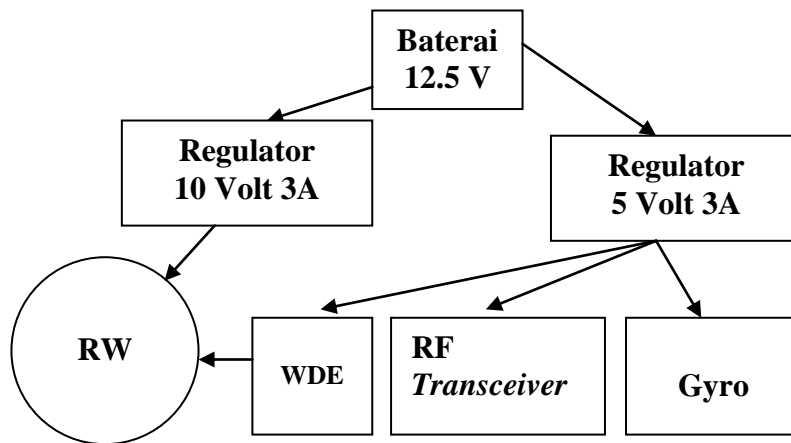 Baterai
12.5 V
Regulator
10 Volt 3A
Regulator
5 Volt 3A
RW
WDE
RF
Transceiver
Gyro